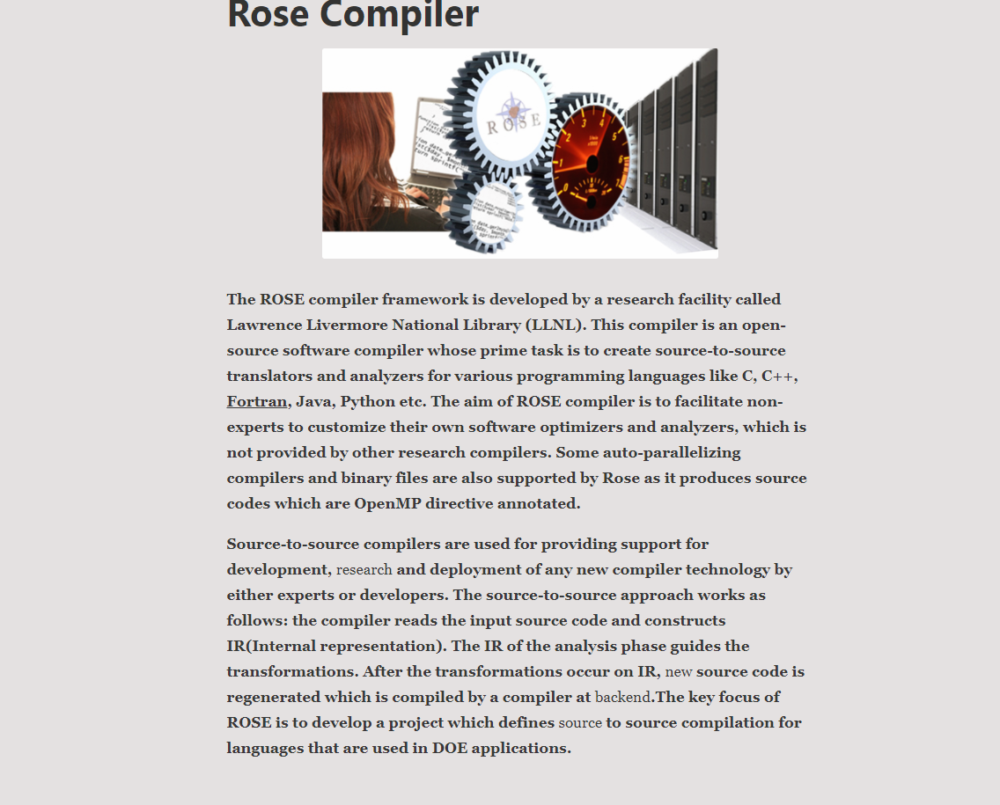 Rose Compiler
ROSE
The ROSE compiler framework is developed by a research facility called
Lawrence Livermore National Library (LLNL). This compiler is an open-
source software compiler whose prime task is to create source-to-source
translators and analyzers for various programming languages like C, C++,
Fortran, Java, Python etc. The aim of ROSE compiler is to facilitate non-
experts to customize their own software optimizers and analyzers, which is
not provided by other research compilers. Some auto-parallelizing
compilers and binary files are also supported by Rose as it produces source
codes which are OpenMP directive annotated.
Source-to-source compilers are used for providing support for
development, research and deployment of any new compiler technology by
either experts or developers. The source-to-source approach works as
follows: the compiler reads the input source code and constructs
IR(Internal representation). The IR of the analysis phase guides the
transformations. After the transformations occur on IR, new source code is
regenerated which is compiled by a compiler at backend.The key focus of
ROSE is to develop a project which defines source to source compilation for
languages that are used in DOE applications.